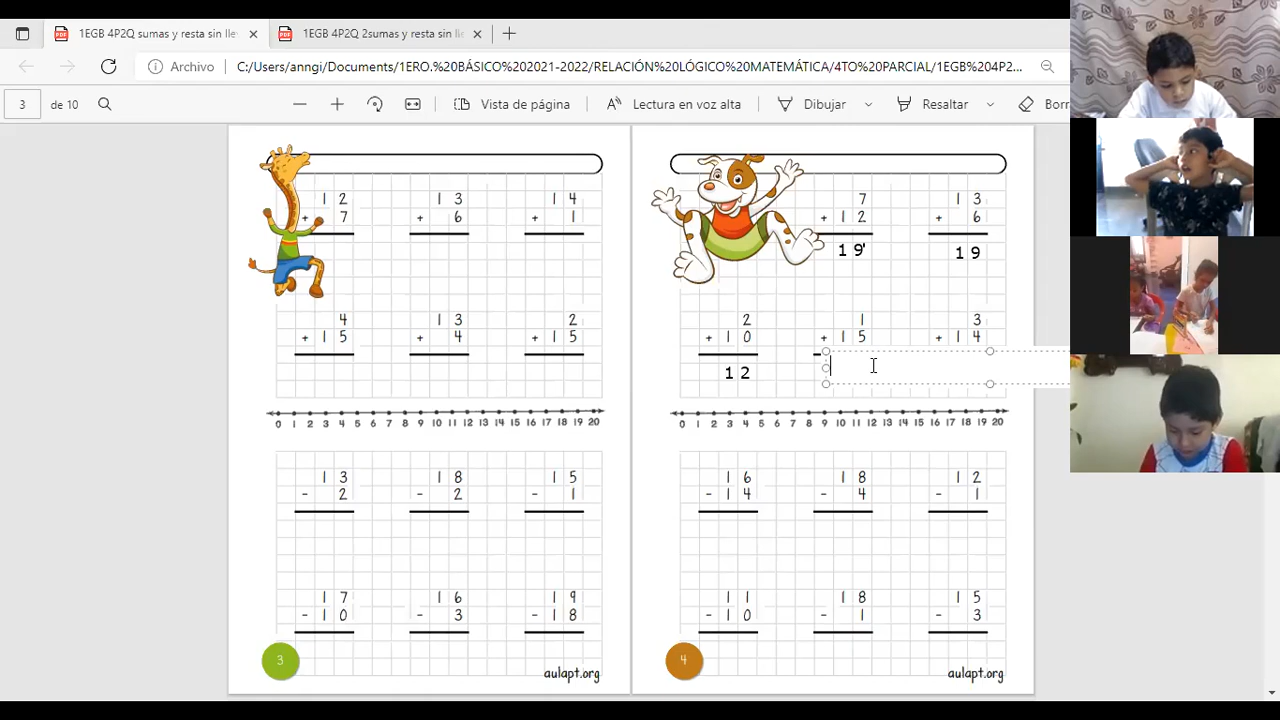 1EGB 4P2Q sumas y resta sin lle
1EGB 4P2Q 2sumas y resta sin lle
Archivo
C:/Users/anngi/Documents/1ERO.%20BÁSICO%202021-2022/RELACIÓN%20LÓGICO%20MATEMÁTICA/4TO%20PARCIAL/1EGB%204P2...
3 de 10
Vista de página
Lectura en voz alta
Dibujar
Resaltar
Borr
12 13 14
+ 7 + 6 + 1
4 13 2
+ 15 + 4 + 15
0 1 2 3 4 5 6 7 8 9 10 11 12 13 14 15 16 17 18 19 20
13 18 15
- 2 - 2 - 1
17 16 19
- 10 - 3 - 18
3
aulapt.org
7 13
+ 12 + 6
19' 19
2 1 3
+ 10 + 15 + 14
12
0 1 2 3 4 5 6 7 8 9 10 11 12 13 14 15 16 17 18 19 20
16 18 12
- 14 - 4 - 1
11 18 15
- 10 - 1 - 3
4
aulapt.org